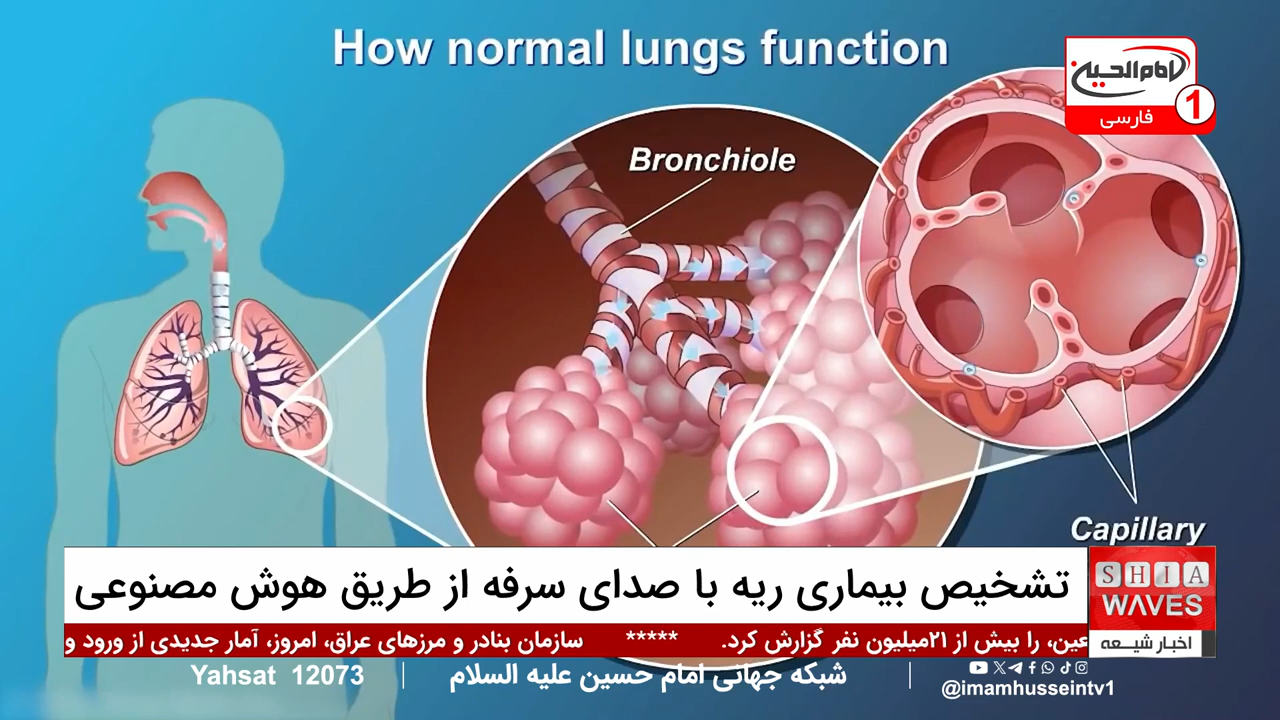 How normal lungs function
امام الحسین
فارسی
1
Bronchiole
Capillary
تشخیص بیماری ریه با صدای سرفه از طریق هوش مصنوعی
SHIA
WAVES
اخبار شیعه
عین، را بیش از ۲۱میلیون نفر گزارش کرد. ***** سازمان بنادر و مرزهای عراق، امروز، آمار جدیدی از ورود و
Yahsat 12073
شبکه جهانی امام حسین علیه السلام
@imamhusseintv1